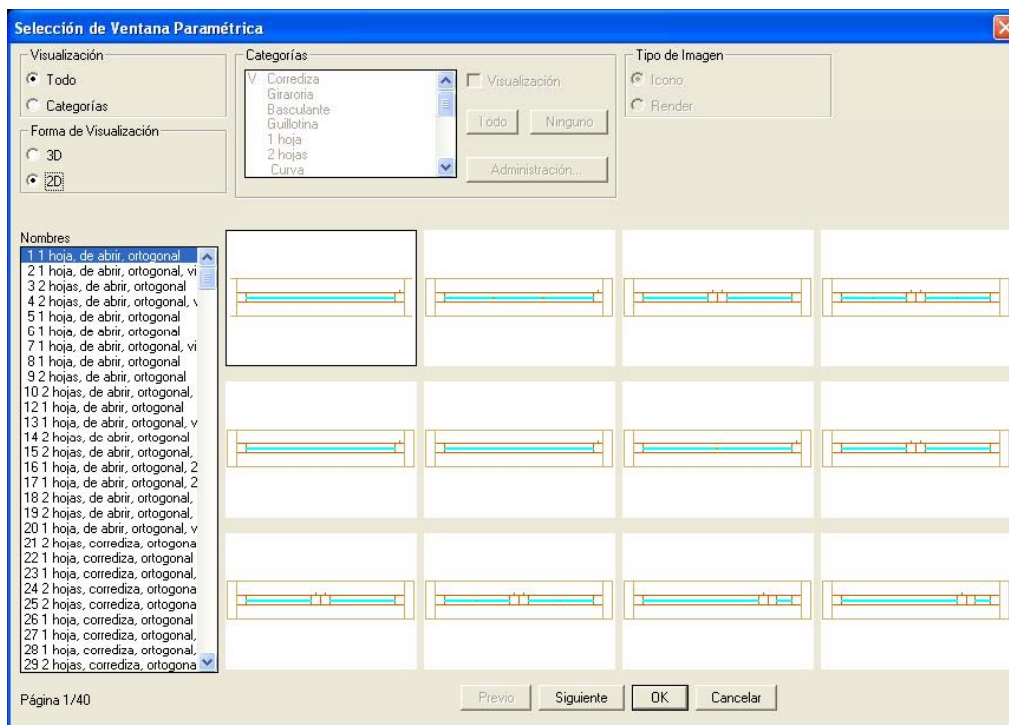 Selección de Ventana Paramétrica
Visualización
Todo
Categorías
Forma de Visualización
3D
2D
Categorías
V Corrediza
Giraroria
Basculante
Guillotina
1 hoja
2 hojas
Curva
Visualización
Todo Ninguno
Administración...
Tipo de Imagen
Icono
Render
Nombres
1 1 hoja, de abrir, ortogonal
2 1 hoja, de abrir, ortogonal, vi
3 2 hojas, de abrir, ortogonal
4 2 hojas, de abrir, ortogonal, v
5 1 hoja, de abrir, ortogonal
6 1 hoja, de abrir, ortogonal
7 1 hoja, de abrir, ortogonal, vi
8 1 hoja, de abrir, ortogonal
9 2 hojas, de abrir, ortogonal
10 2 hojas, de abrir, ortogonal,
12 1 hoja, de abrir, ortogonal
13 1 hoja, de abrir, ortogonal, v
14 2 hojas, de abrir, ortogonal
15 2 hojas, de abrir, ortogonal,
16 1 hoja, de abrir, ortogonal, 2
17 1 hoja, de abrir, ortogonal, 2
18 2 hojas, de abrir, ortogonal,
19 2 hojas, de abrir, ortogonal,
20 1 hoja, de abrir, ortogonal, v
21 2 hojas, corrediza, ortogona
22 1 hoja, corrediza, ortogonal
23 1 hoja, corrediza, ortogonal,
24 2 hojas, corrediza, ortogona
25 2 hojas, corrediza, ortogona
26 1 hoja, corrediza, ortogonal
27 1 hoja, corrediza, ortogonal,
28 1 hoja, corrediza, ortogonal,
29 2 hojas, corrediza, ortogona
Página 1/40
Previo Siguiente OK Cancelar